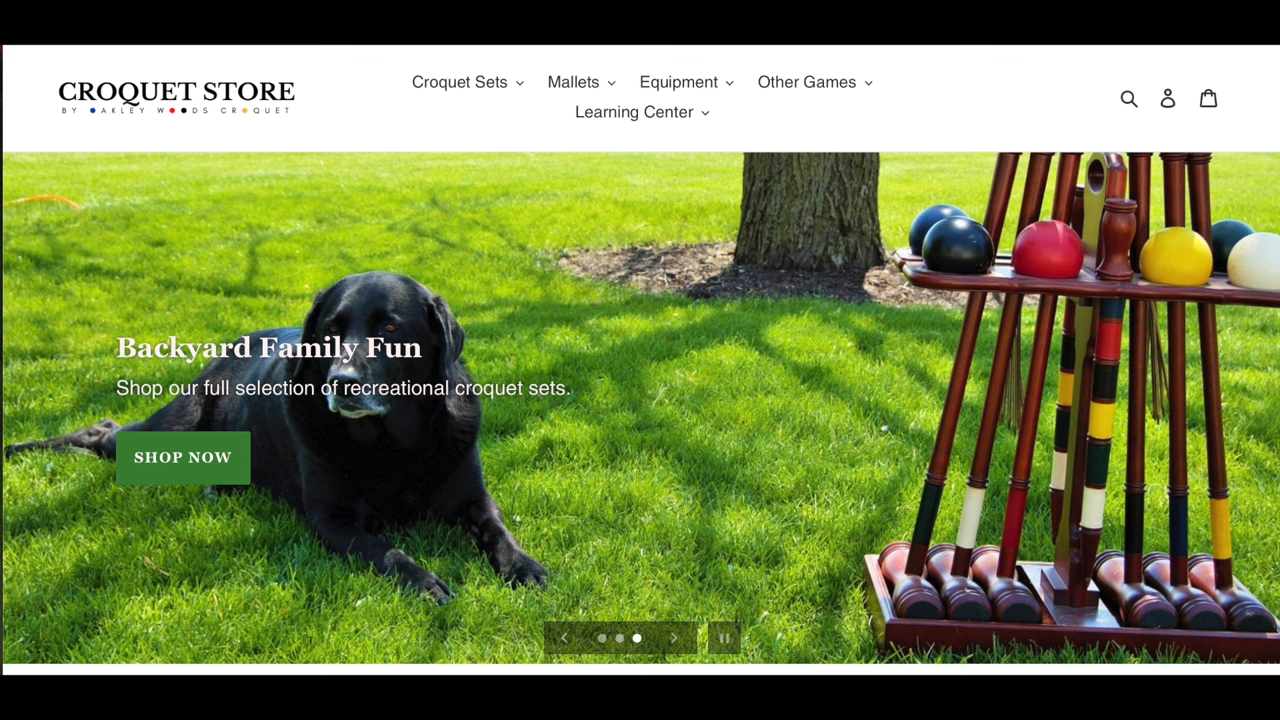 CROQUET STORE
BY OAKLEY WOODS CROQUET
Croquet Sets
Mallets
Equipment
Other Games
Learning Center
Backyard Family Fun
Shop our full selection of recreational croquet sets.
SHOP NOW